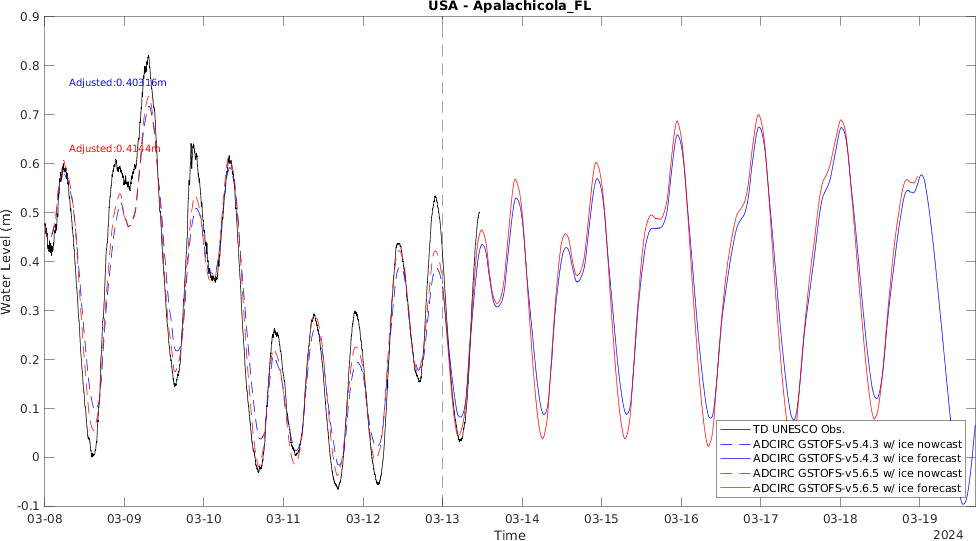 USA - Apalachicola_FL
0.9
0.8
0.7
0.6
0.5
0.4
0.3
0.2
0.1
0
-0.1
Water Level (m)
Adjusted:0.40316m
Adjusted:0.4144m
TD UNESCO Obs.
ADCIRC GSTOFS-v5.4.3 w/ ice nowcast
ADCIRC GSTOFS-v5.4.3 w/ ice forecast
ADCIRC GSTOFS-v5.6.5 w/ ice nowcast
ADCIRC GSTOFS-v5.6.5 w/ ice forecast
03-08 03-09 03-10 03-11 03-12 03-13 03-14 03-15 03-16 03-17 03-18 03-19
Time
2024